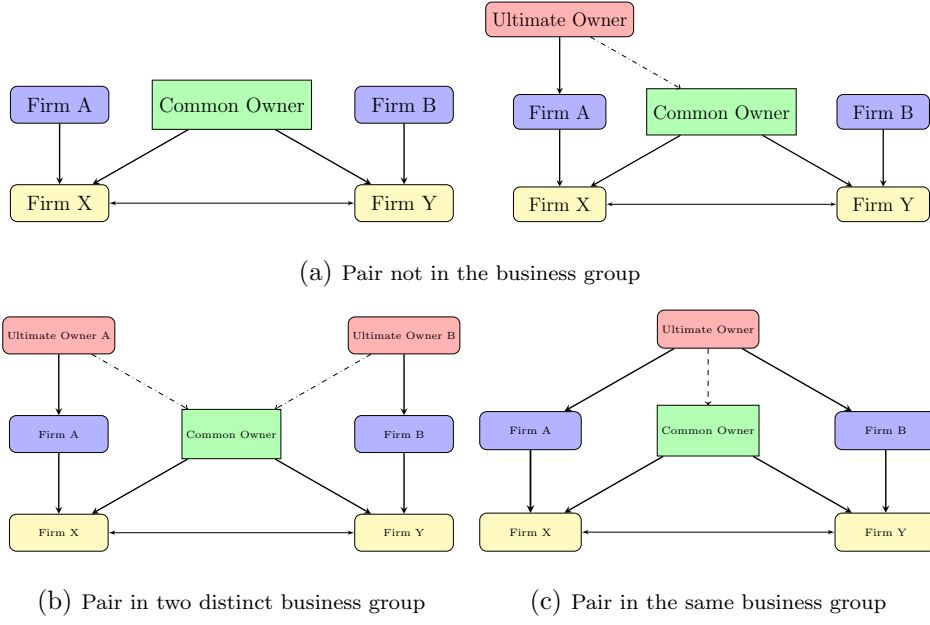 Ultimate Owner
Firm A
Common Owner
Firm B
Firm X
Firm Y
Firm A
Common Owner
Firm B
Firm X
Firm Y
(a) Pair not in the business group
Ultimate Owner A
Ultimate Owner B
Firm A
Common Owner
Firm B
Firm X
Firm Y
(b) Pair in two distinct business group
Ultimate Owner
Firm A
Common Owner
Firm B
Firm X
Firm Y
(c) Pair in the same business group